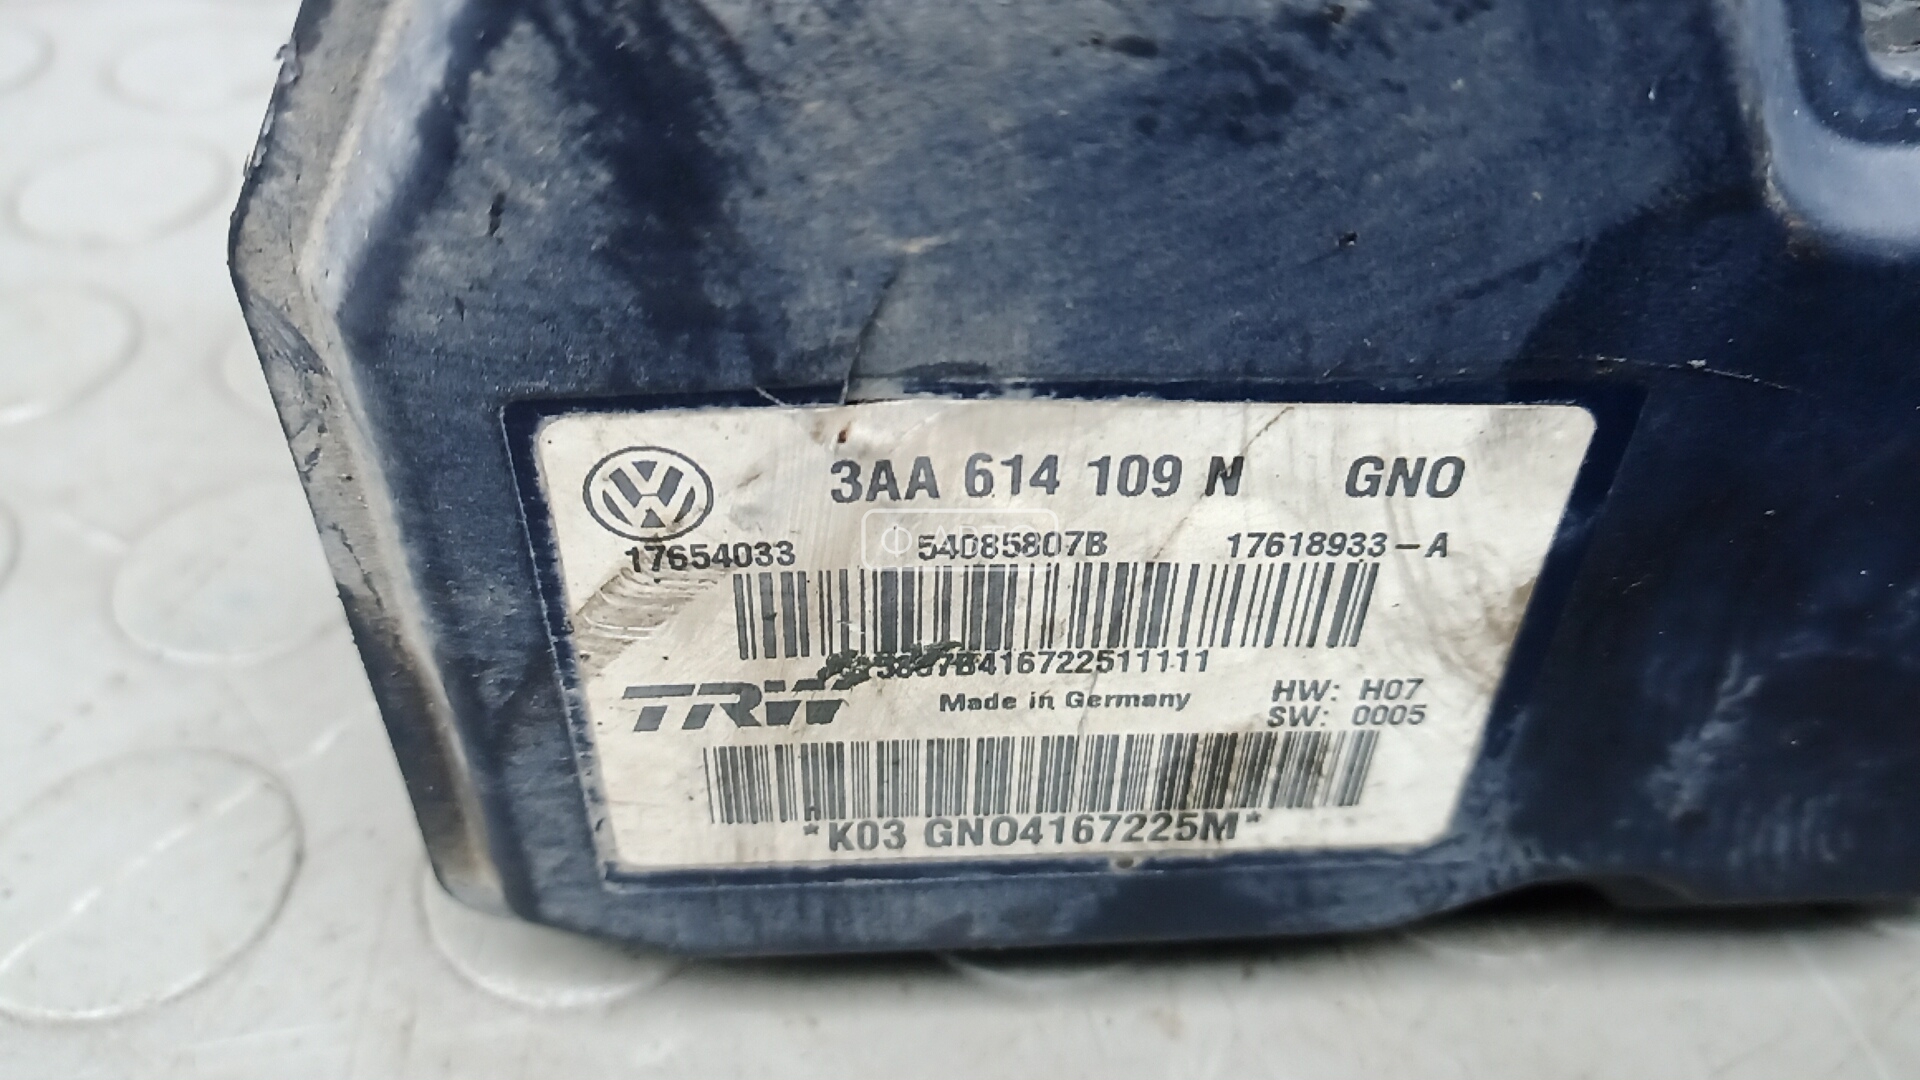 3AA 614 109 N GNO
17654033 54085807B 17618933-A
TRW
Made in Germany
HW: H07
SW: 0005
*K03 GNO4167225M*